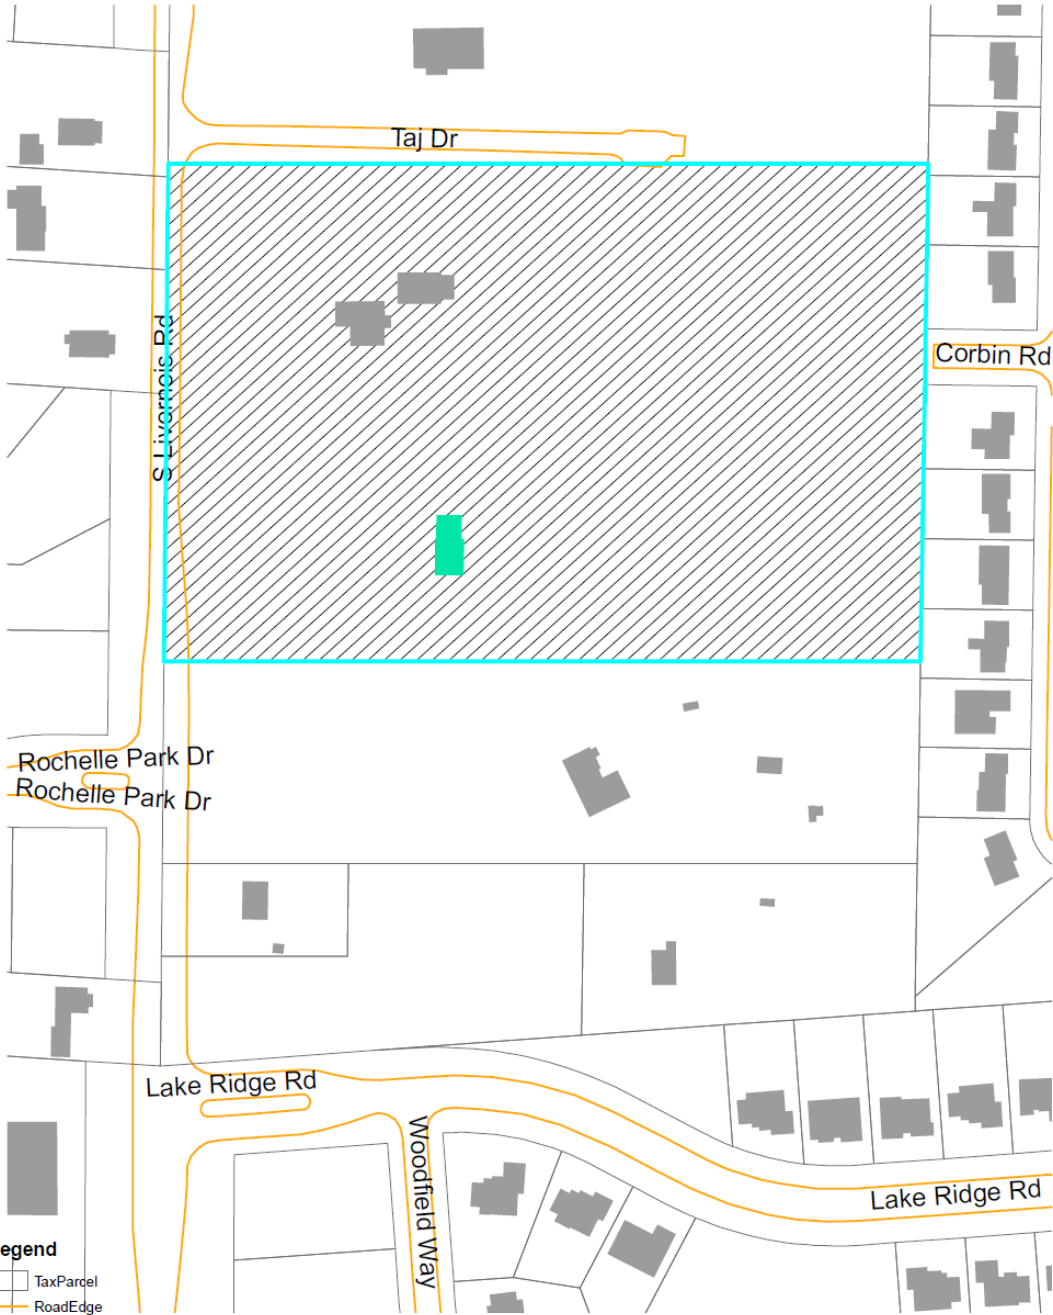 Taj Dr
S Livernois Rd
Corbin Rd
Rochelle Park Dr
Rochelle Park Dr
Lake Ridge Rd
Woodfield Way
Lake Ridge Rd
egend
TaxParcel
RoadEdge